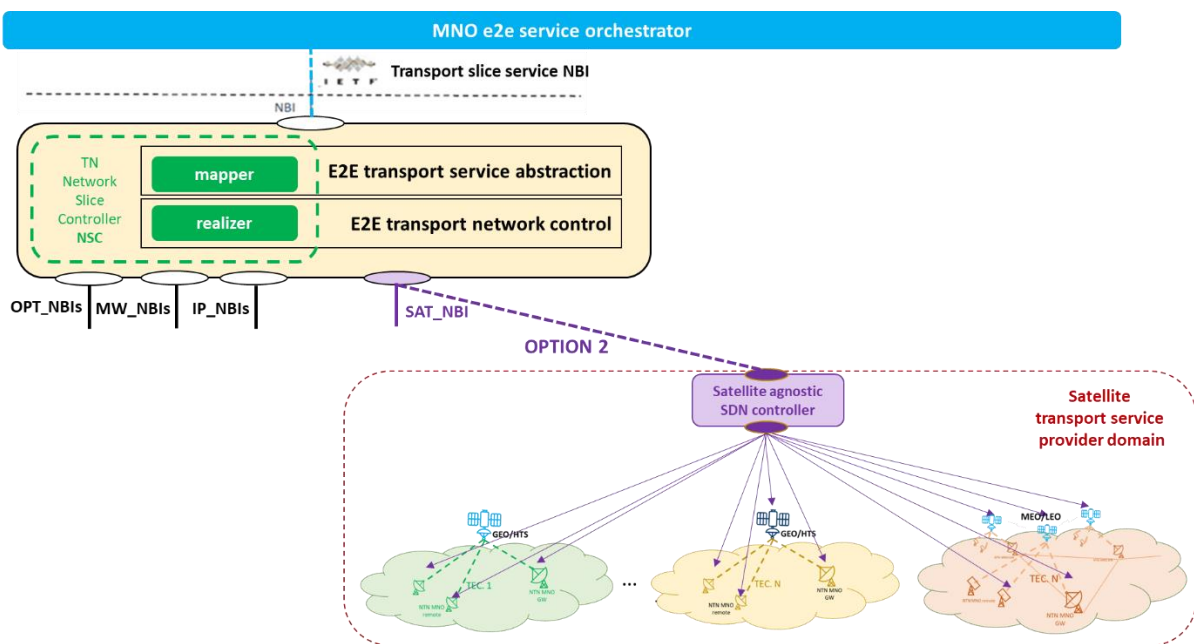 MNO e2e service orchestrator
I E T F
Transport slice service NBI
NBI
TN
Network
Slice
Controller
NSC
mapper
E2E transport service abstraction
realizer
E2E transport network control
OPT_NBIs
MW_NBIs
IP_NBIs
SAT_NBI
OPTION 2
Satellite agnostic
SDN controller
Satellite
transport service
provider domain
GEO/HTS
TEC. 1
NTN MNO
remote
NTN MNO
GW
...
GEO/HTS
TEC. N
NTN MNO
remote
NTN MNO
GW
MEO/LEO
TEC. N
NTN MNO remote
NTN MNO
GW